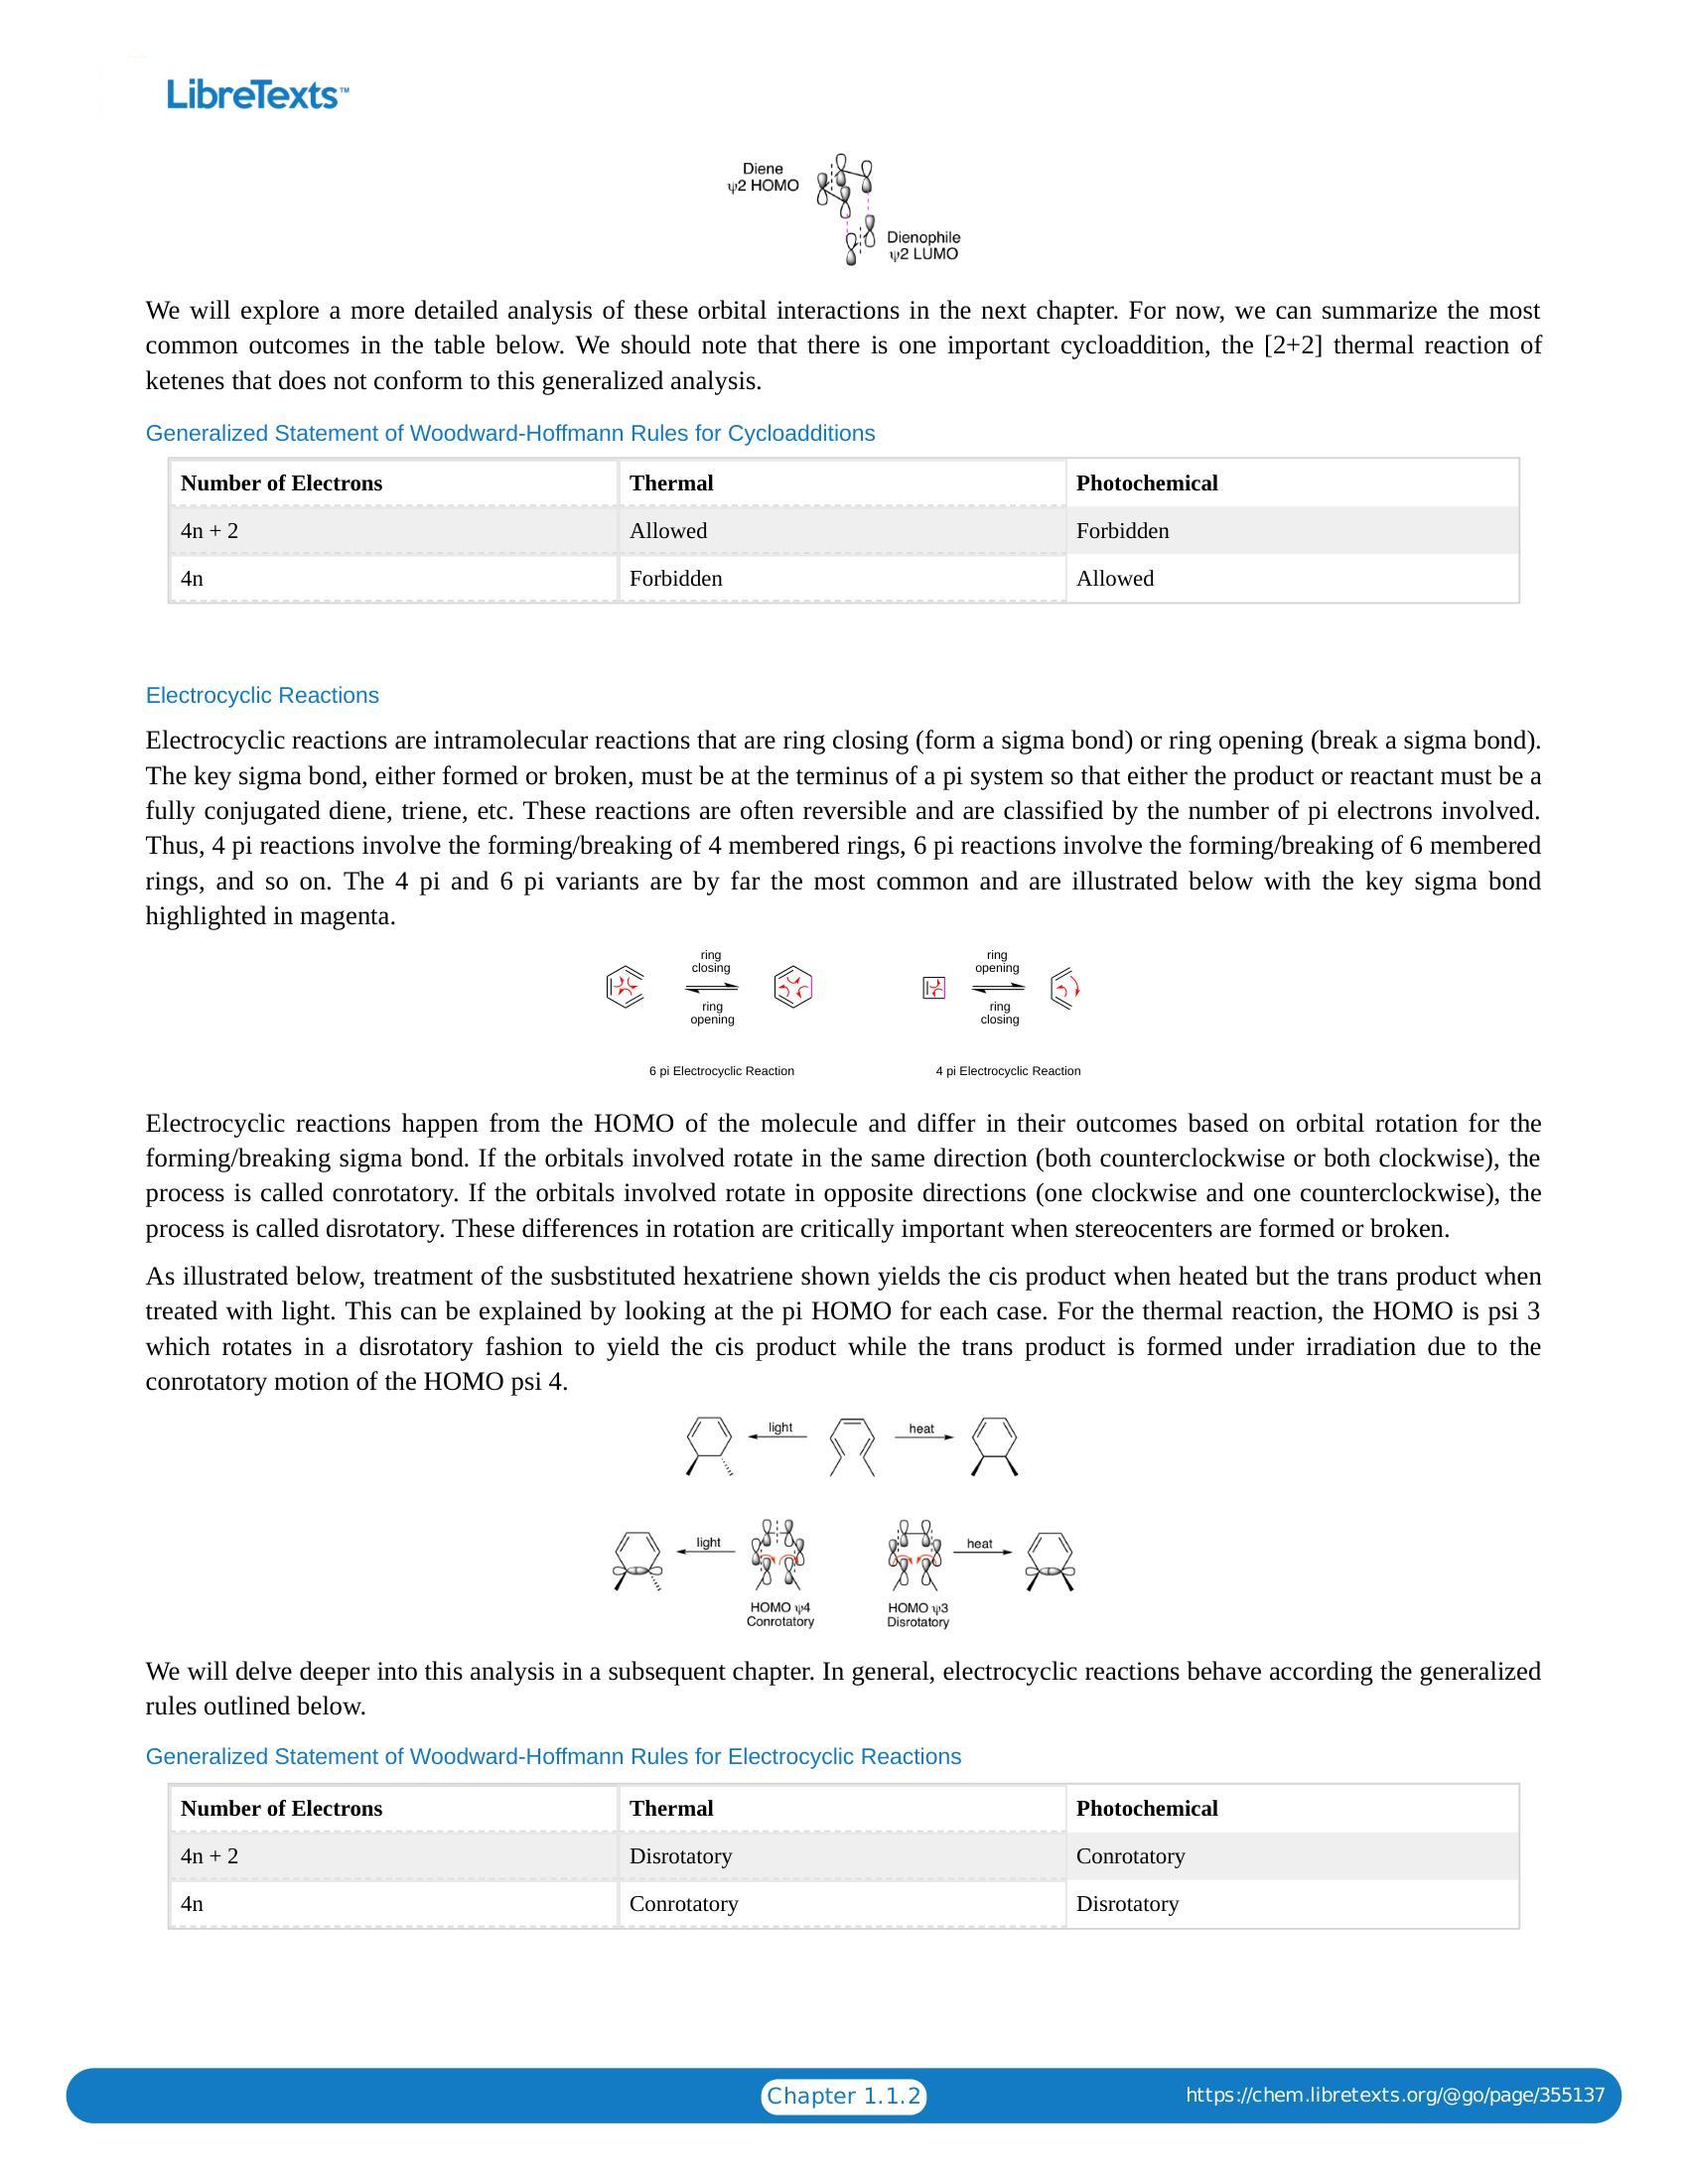 LibreTexts™
Diene
ψ2 HOMO
Dienophile
ψ2 LUMO
We will explore a more detailed analysis of these orbital interactions in the next chapter. For now, we can summarize the most
common outcomes in the table below. We should note that there is one important cycloaddition, the [2+2] thermal reaction of
ketenes that does not conform to this generalized analysis.
Generalized Statement of Woodward-Hoffmann Rules for Cycloadditions
Number of Electrons Thermal Photochemical
4n + 2 Allowed Forbidden
4n Forbidden Allowed
Electrocyclic Reactions
Electrocyclic reactions are intramolecular reactions that are ring closing (form a sigma bond) or ring opening (break a sigma bond).
The key sigma bond, either formed or broken, must be at the terminus of a pi system so that either the product or reactant must be a
fully conjugated diene, triene, etc. These reactions are often reversible and are classified by the number of pi electrons involved.
Thus, 4 pi reactions involve the forming/breaking of 4 membered rings, 6 pi reactions involve the forming/breaking of 6 membered
rings, and so on. The 4 pi and 6 pi variants are by far the most common and are illustrated below with the key sigma bond
highlighted in magenta.
ring
closing
ring
opening
ring
opening
ring
closing
6 pi Electrocyclic Reaction
4 pi Electrocyclic Reaction
Electrocyclic reactions happen from the HOMO of the molecule and differ in their outcomes based on orbital rotation for the
forming/breaking sigma bond. If the orbitals involved rotate in the same direction (both counterclockwise or both clockwise), the
process is called conrotatory. If the orbitals involved rotate in opposite directions (one clockwise and one counterclockwise), the
process is called disrotatory. These differences in rotation are critically important when stereocenters are formed or broken.
As illustrated below, treatment of the susbstituted hexatriene shown yields the cis product when heated but the trans product when
treated with light. This can be explained by looking at the pi HOMO for each case. For the thermal reaction, the HOMO is psi 3
which rotates in a disrotatory fashion to yield the cis product while the trans product is formed under irradiation due to the
conrotatory motion of the HOMO psi 4.
light
heat
light
heat
HOMO ψ4
Conrotatory
HOMO ψ3
Disrotatory
We will delve deeper into this analysis in a subsequent chapter. In general, electrocyclic reactions behave according the generalized
rules outlined below.
Generalized Statement of Woodward-Hoffmann Rules for Electrocyclic Reactions
Number of Electrons Thermal Photochemical
4n + 2 Disrotatory Conrotatory
4n Conrotatory Disrotatory
Chapter 1.1.2
https://chem.libretexts.org/@go/page/355137